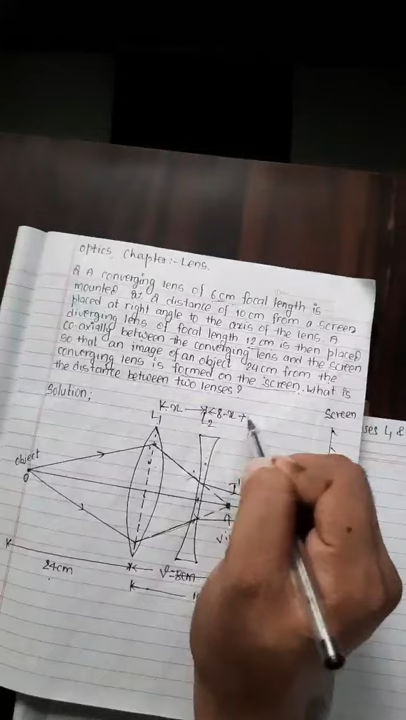 optics chapter:- Lens.
Q A converging lens of 6cm focal length is
mounted at a distance of 10cm from a screen
placed at right angle to the axis of the lens. A
diverging lens of focal length 12cm is then placed
co-axially between the converging lens and the screen
so that an image of an object 24cm from the
converging lens is formed on the screen. What is
the distance between two lenses?
Solution;
x 8-x
L1 L2 Screen
object
O I'
24cm v=8cm